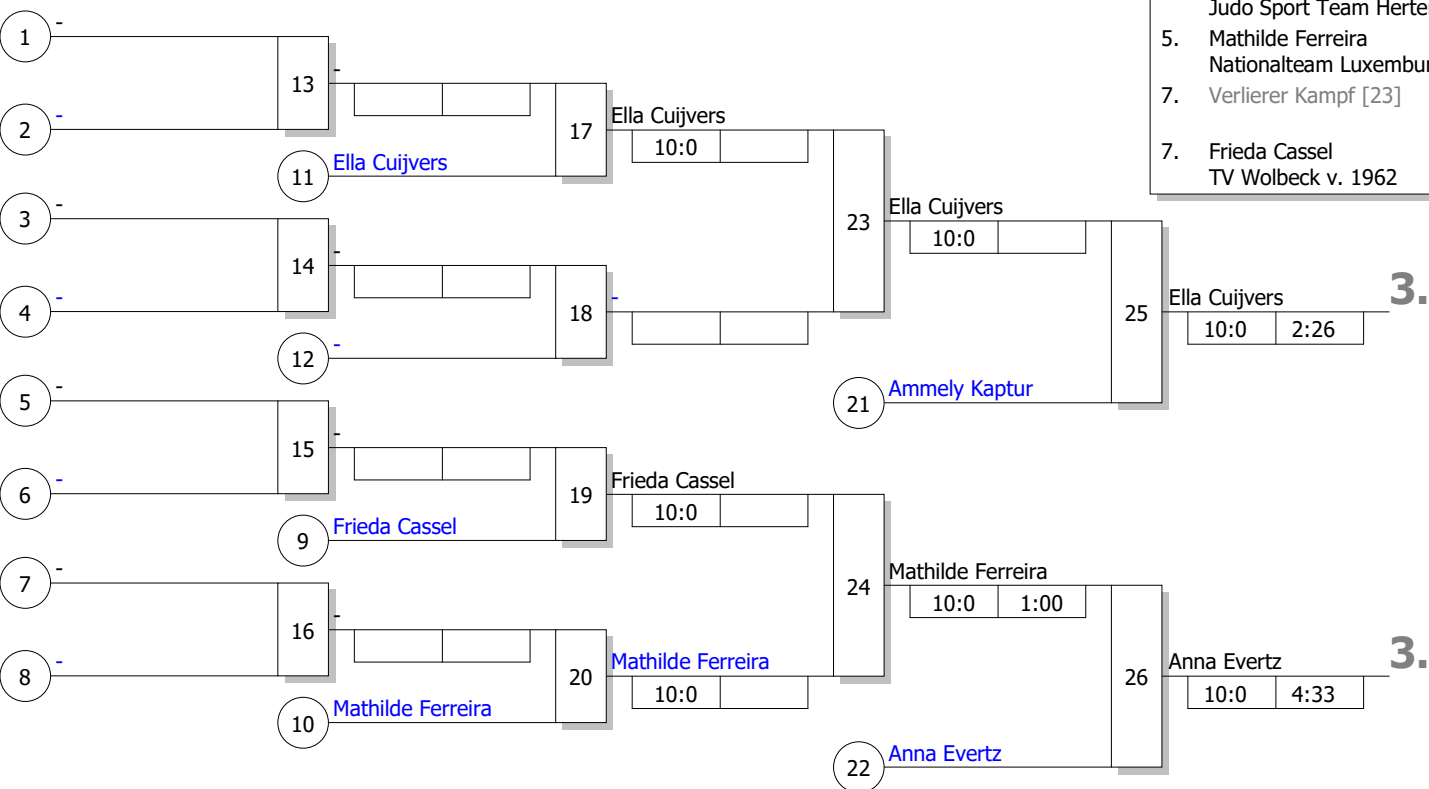 Judo Sport Team
5. Mathilde Ferreira
Nationalteam
7. Verlierer Kampf [23]
7. Frieda Cassel
TV Wolbeck v. 1962
1 -
13 -
2 -
17 Ella Cuijvers
10:0
11 Ella Cuijvers
3 -
23 Ella Cuijvers
10:0
14 -
4 -
18 -
12 -
25 Ella Cuijvers 3.
10:0 2:26
5 -
21 Ammely Kaptur
15 -
6 -
19 Frieda Cassel
10:0
9 Frieda Cassel
7 -
24 Mathilde Ferreira
10:0 1:00
16 -
8 -
20 Mathilde Ferreira
10:0
10 Mathilde Ferreira
26 Anna Evertz 3.
10:0 4:33
22 Anna Evertz